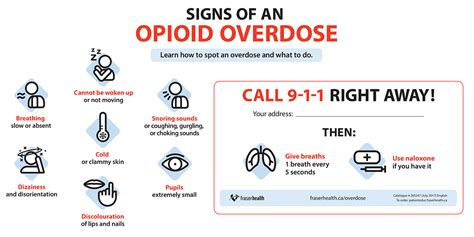 SIGNS OF AN
OPIOID OVERDOSE
Learn how to spot an overdose and what to do.
Breathing
slow or absent
Cannot be woken up
or not moving
Snoring sounds
or coughing, gurgling,
or choking sounds
Cold
or clammy skin
Dizziness
and disorientation
Discolouration
of lips and nails
Pupils
extremely small
CALL 9-1-1 RIGHT AWAY!
Your address:
THEN:
Give breaths
1 breath every
5 seconds
Use naloxone
if you have it
fraserhealth
fraserhealth.ca/overdose